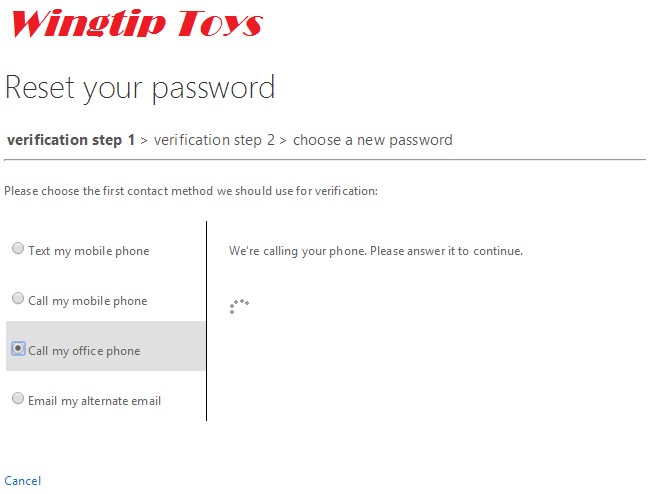 Wingtip Toys
Reset your password
verification step 1 > verification step 2 > choose a new password
Please choose the first contact method we should use for verification:
Text my mobile phone
Call my mobile phone
Call my office phone
Email my alternate email
We're calling your phone. Please answer it to continue.
Cancel